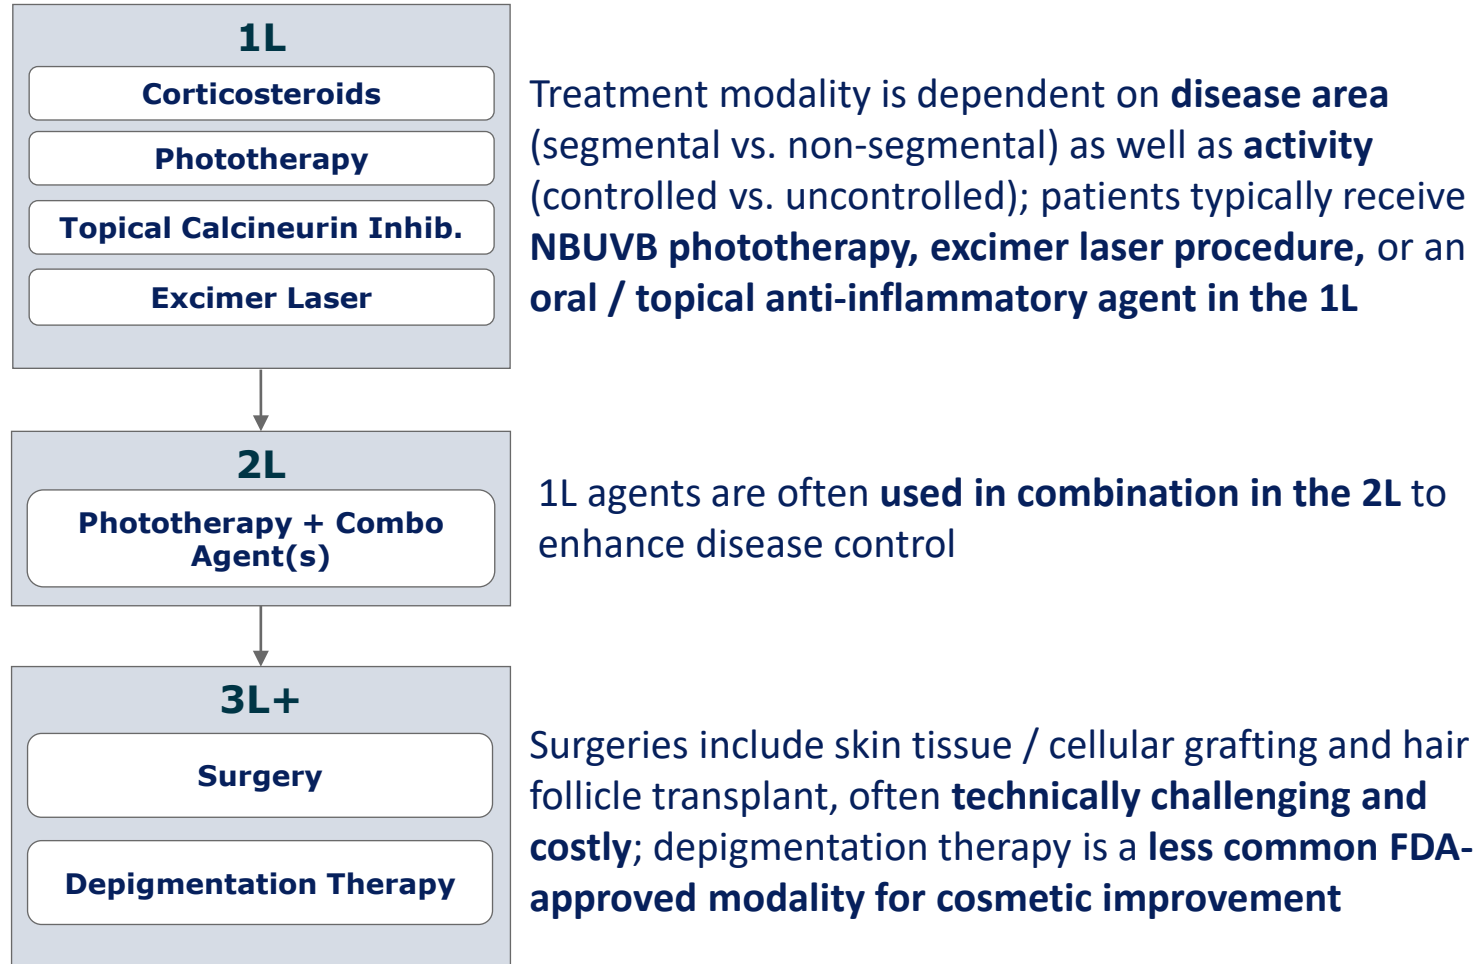 1L
Corticosteroids
Phototherapy
Topical Calcineurin Inhib.
Excimer Laser
Treatment modality is dependent on disease area
(segmental vs. non-segmental) as well as activity
(controlled vs. uncontrolled); patients typically receive
NBUVB phototherapy, excimer laser procedure, or an
oral / topical anti-inflammatory agent in the 1L
2L
Phototherapy + Combo
Agent(s)
1L agents are often used in combination in the 2L to
enhance disease control
3L+
Surgery
Depigmentation Therapy
Surgeries include skin tissue / cellular grafting and hair
follicle transplant, often technically challenging and
costly; depigmentation therapy is a less common FDA-
approved modality for cosmetic improvement